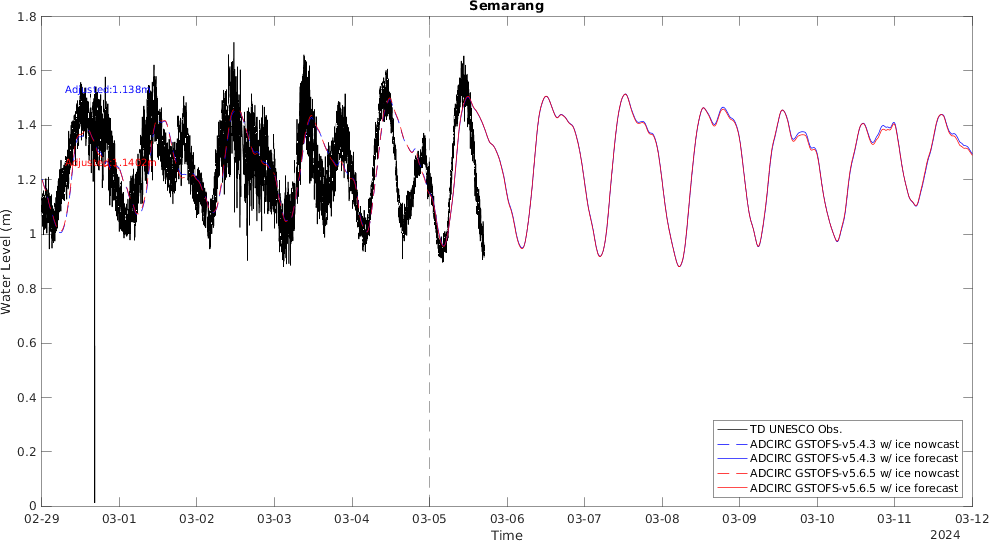 Semarang
1.8
1.6
1.4
1.2
1
0.8
0.6
0.4
0.2
0
Water Level (m)
Adjusted:1.138m
02-29
03-01
03-02
03-03
03-04
03-05
03-06
03-07
03-08
03-09
03-10
03-11
03-12
Time
2024
TD UNESCO Obs.
ADCIRC GSTOFS-v5.4.3 w/ ice nowcast
ADCIRC GSTOFS-v5.4.3 w/ ice forecast
ADCIRC GSTOFS-v5.6.5 w/ ice nowcast
ADCIRC GSTOFS-v5.6.5 w/ ice forecast